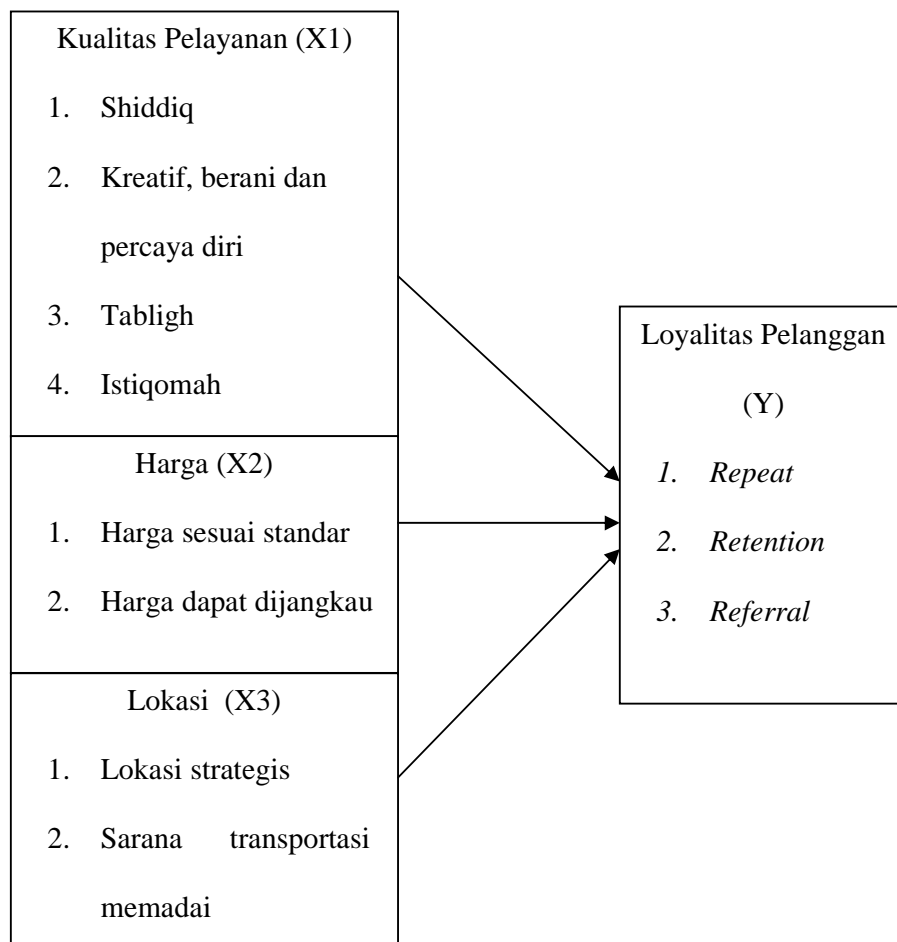 Kualitas Pelayanan (X1)
1. Shiddiq
2. Kreatif, berani dan
percaya diri
3. Tabligh
4. Istiqomah
Harga (X2)
1. Harga sesuai standar
2. Harga dapat dijangkau
Lokasi (X3)
1. Lokasi strategis
2. Sarana transportasi
memadai
Loyalitas Pelanggan
(Y)
1. Repeat
2. Retention
3. Referral